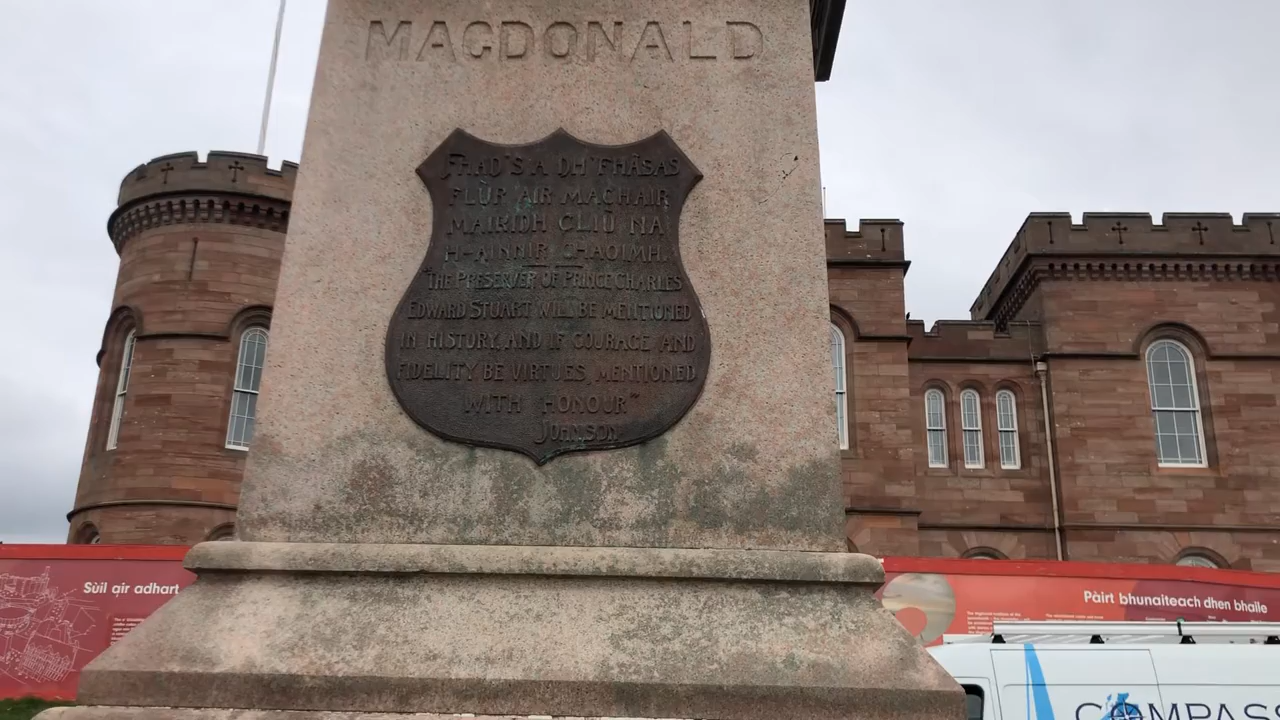 MACDONALD
FHAD'S A DH'FHÀSAS
FLÙR AIR MACHAIR
MAIRIDH CLIÙ NA
H-AINNIR CHAOIMH.
"THE PRESERVER OF PRINCE CHARLES
EDWARD STUART WILL BE MENTIONED
IN HISTORY, AND IF COURAGE AND
FIDELITY BE VIRTUES, MENTIONED
WITH HONOUR"
JOHNSON.
Sùil air adhart
Pàirt bhunaiteach dhen bhaile
COMPASS